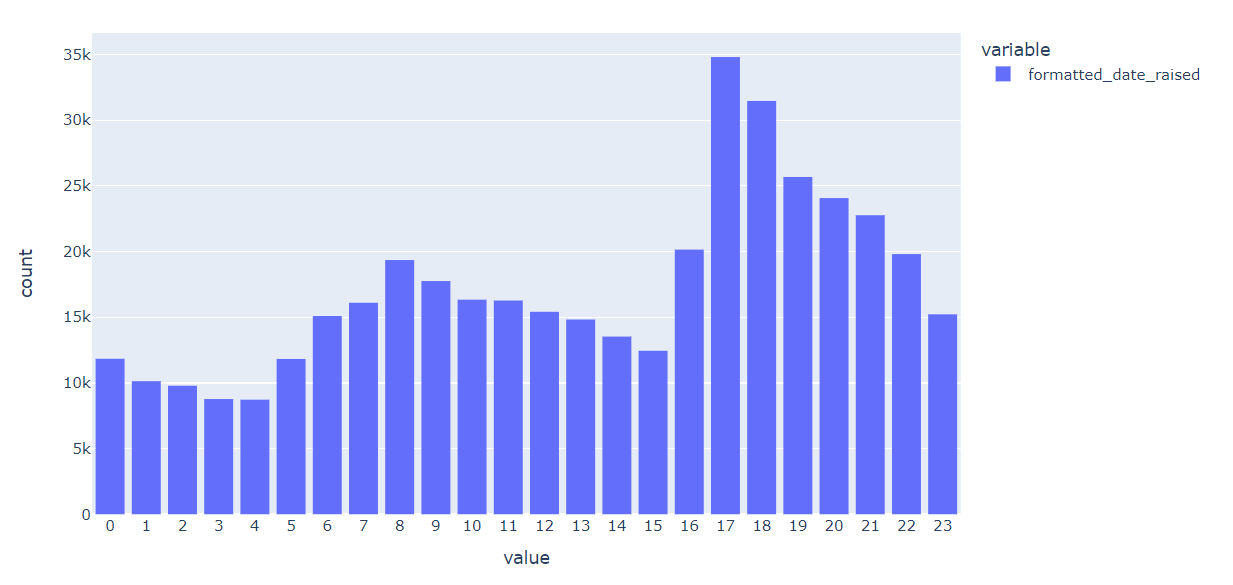 variable
formatted_date_raised
35k
30k
25k
20k
15k
10k
5k
0
count
0 1 2 3 4 5 6 7 8 9 10 11 12 13 14 15 16 17 18 19 20 21 22 23
value